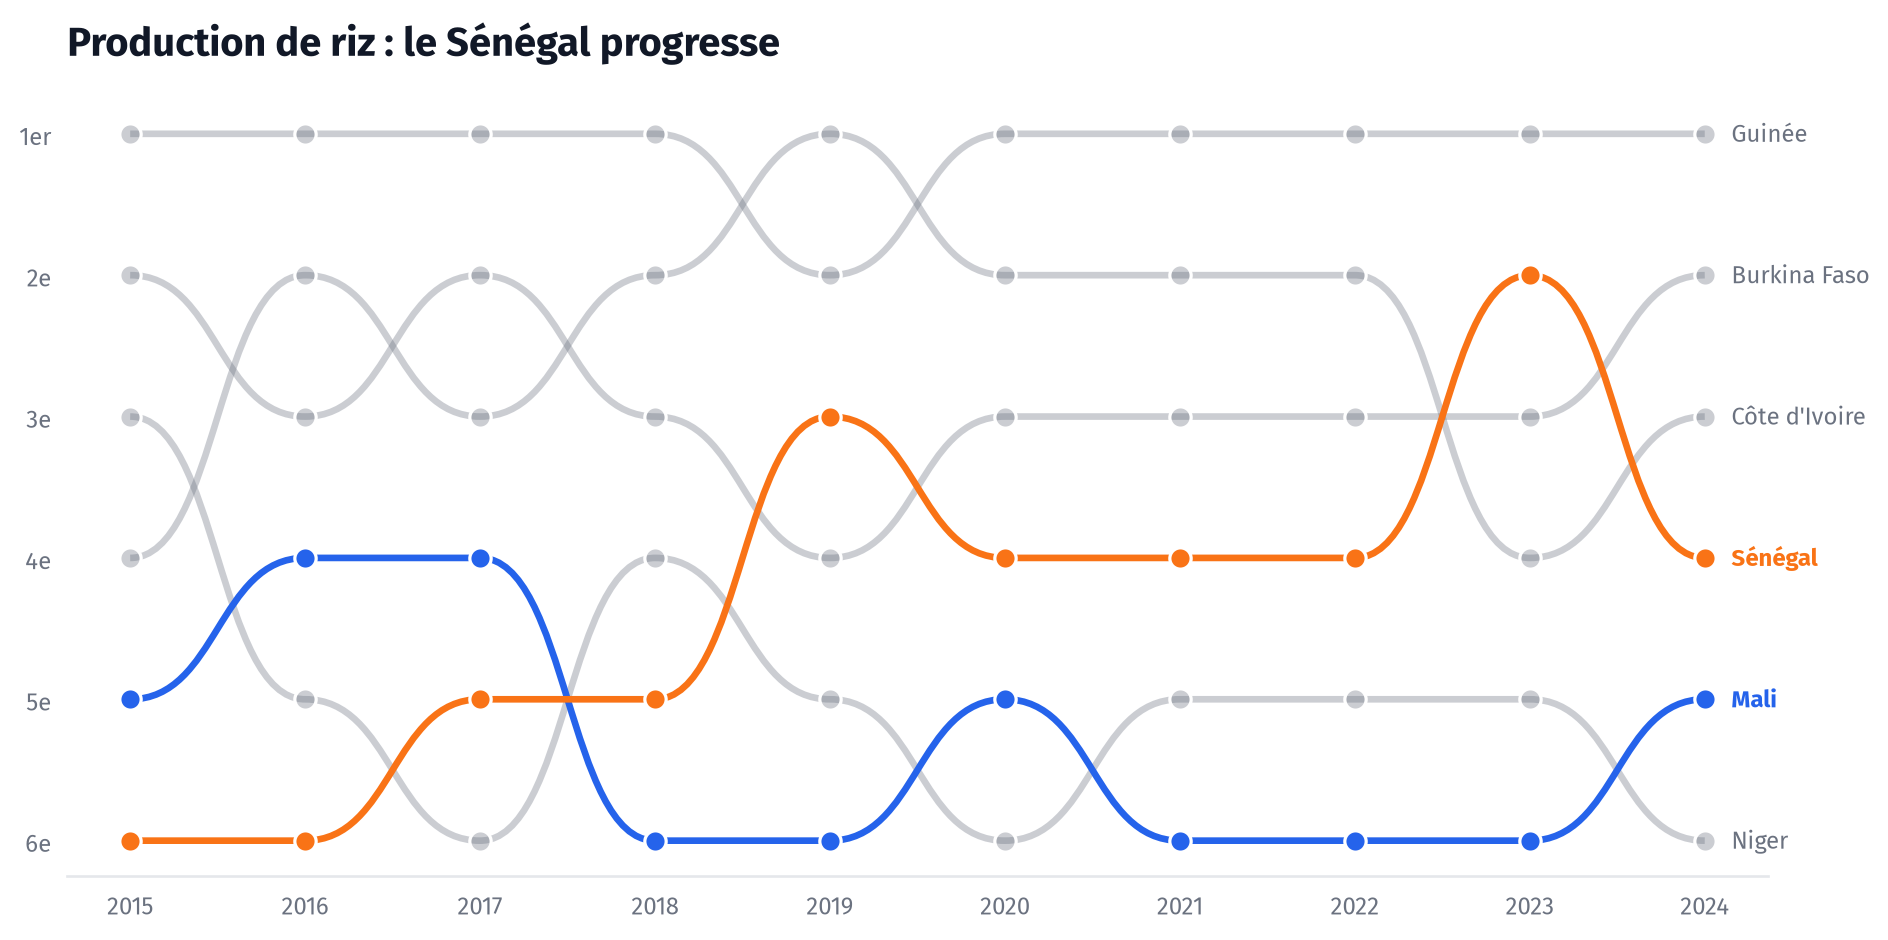 Production de riz : le Sénégal progresse
1er
2e
3e
4e
5e
6e
Guinée
Burkina Faso
Côte d'Ivoire
Sénégal
Mali
Niger
2015 2016 2017 2018 2019 2020 2021 2022 2023 2024